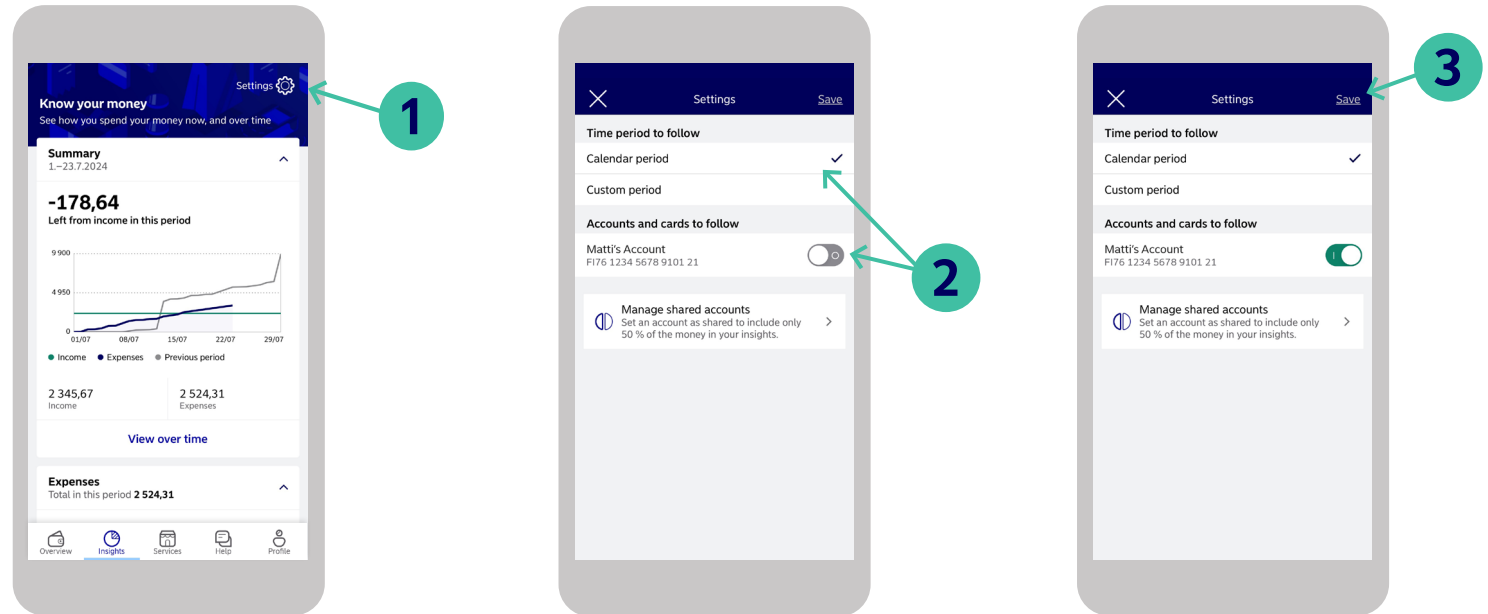 Settings
Know your money
See how you spend your money now, and over time
Summary
1.–23.7.2024
-178,64
Left from income in this period
9 900
4 950
0
01/07 08/07 15/07 22/07 29/07
Income Expenses Previous period
2 345,67 2 524,31
Income Expenses
View over time
Expenses
Total in this period 2 524,31
Overview Insights Services Help Profile
1
Settings Save
Time period to follow
Calendar period
Custom period
Accounts and cards to follow
Matti's Account
FI76 1234 5678 9101 21
Manage shared accounts
Set an account as shared to include only
50 % of the money in your insights.
2
Settings Save
Time period to follow
Calendar period
Custom period
Accounts and cards to follow
Matti's Account
FI76 1234 5678 9101 21
Manage shared accounts
Set an account as shared to include only
50 % of the money in your insights.
3